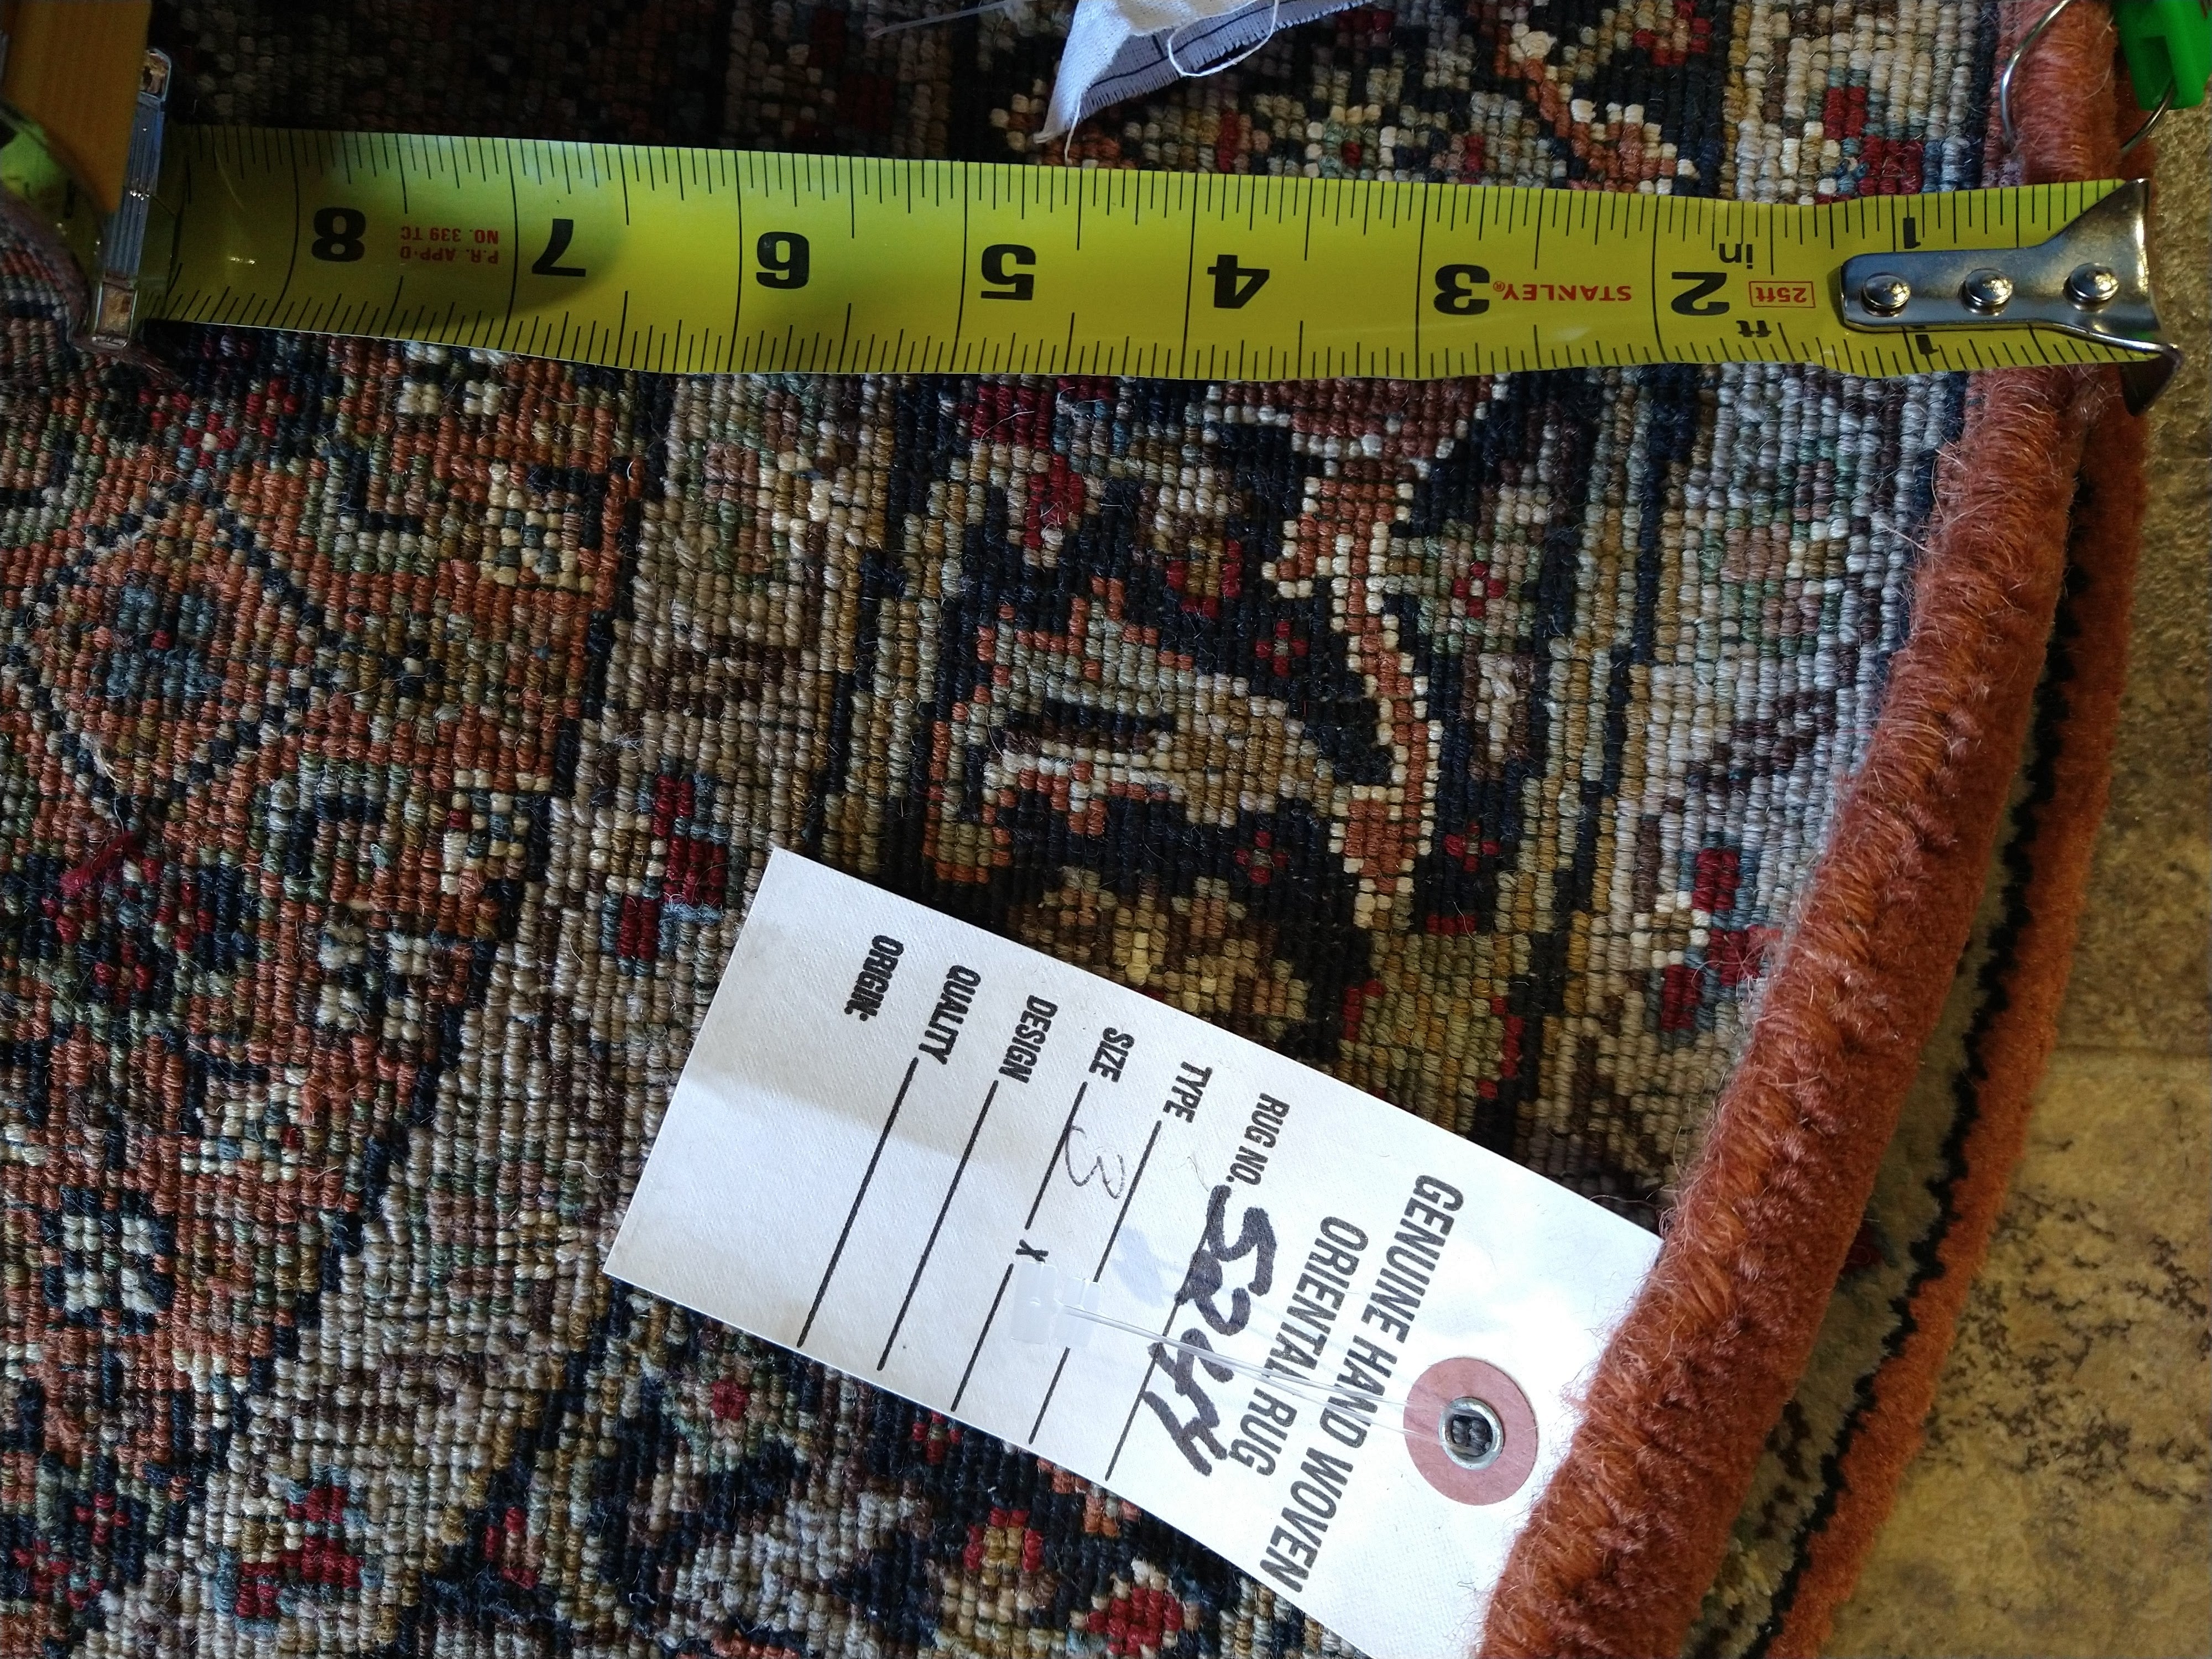 1
in
2
25ft
ft
1
STANLEY®
3
4
5
6
7
P.R. APP-D
NO. 339 TC
8
GENUINE HAND WOVEN
ORIENTAL RUG
RUG NO. 5244
TYPE
SIZE 3 X
DESIGN
QUALITY
ORIGIN: